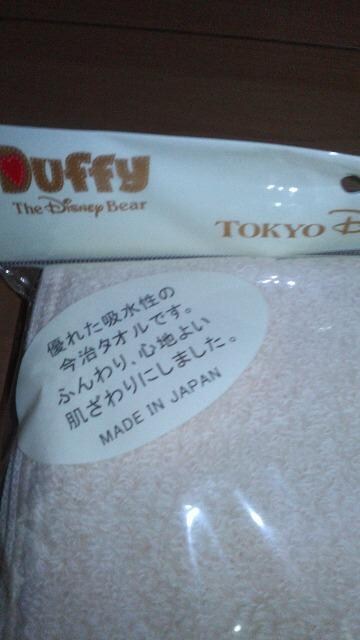 Duffy
The Disney Bear
TOKYO D
優れた吸水性の
今治タオルです。
ふんわり、心地よい
肌ざわりにしました。
MADE IN JAPAN